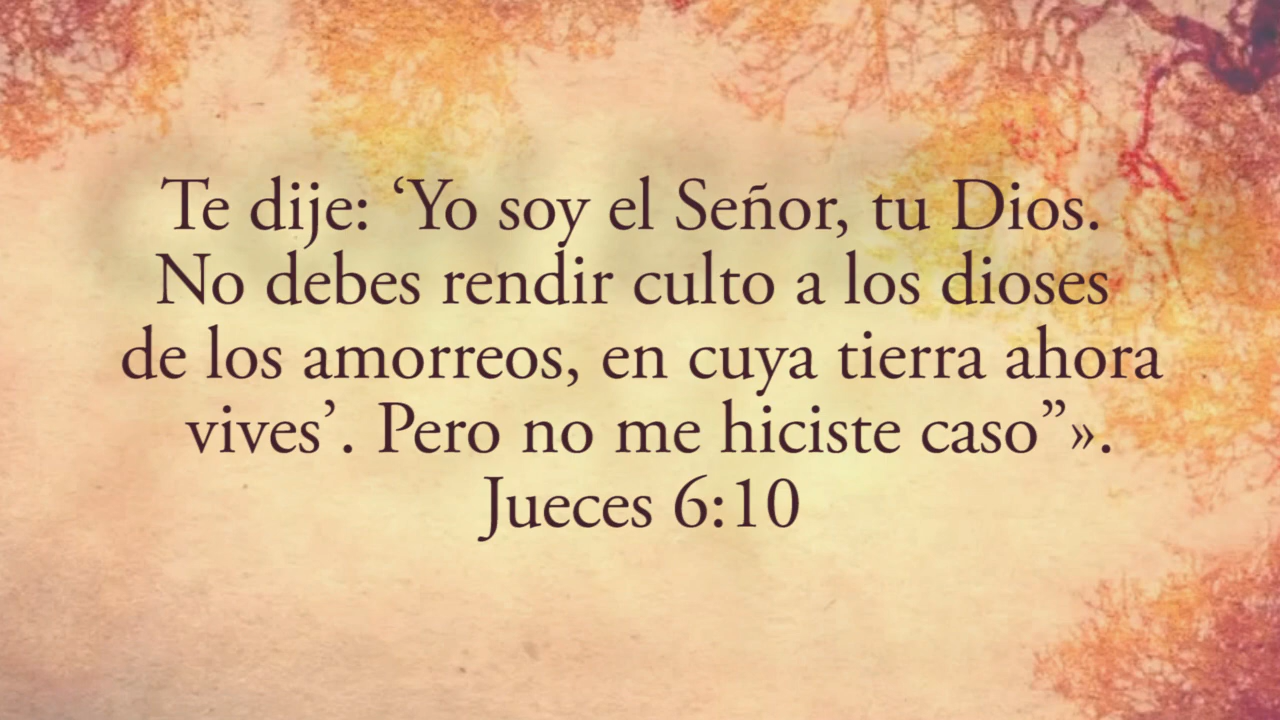 Te dije: ‘Yo soy el Señor, tu Dios.
No debes rendir culto a los dioses
de los amorreos, en cuya tierra ahora
vives’. Pero no me hiciste caso”».
Jueces 6:10